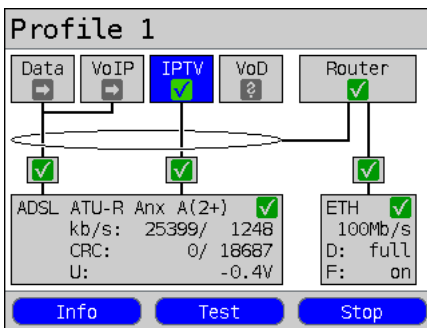 Profile 1
Data VoIP IPTV VoD Router
?
ADSL ATU-R Anx A(2+) ETH
kb/s: 25399/ 1248 100Mb/s
CRC: 0/ 18687 D: full
U: -0.4V F: on
Info Test Stop